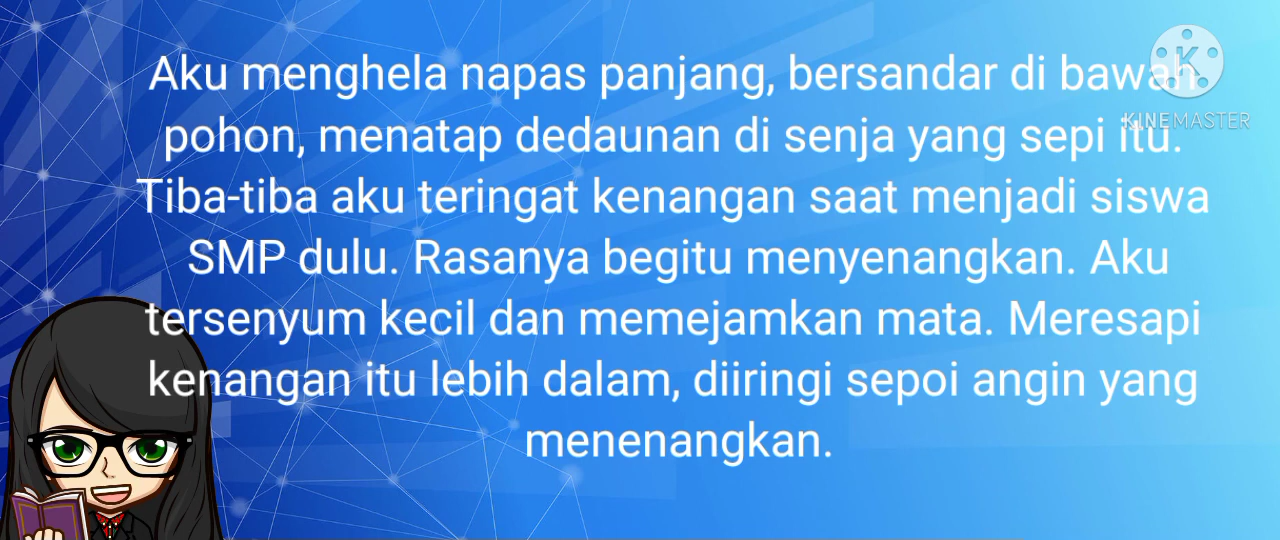 Aku menghela napas panjang, bersandar di bawah
pohon, menatap dedaunan di senja yang sepi itu.
Tiba-tiba aku teringat kenangan saat menjadi siswa
SMP dulu. Rasanya begitu menyenangkan. Aku
tersenyum kecil dan memejamkan mata. Meresapi
kenangan itu lebih dalam, diiringi sepoi angin yang
menenangkan.
K
KINEMASTER